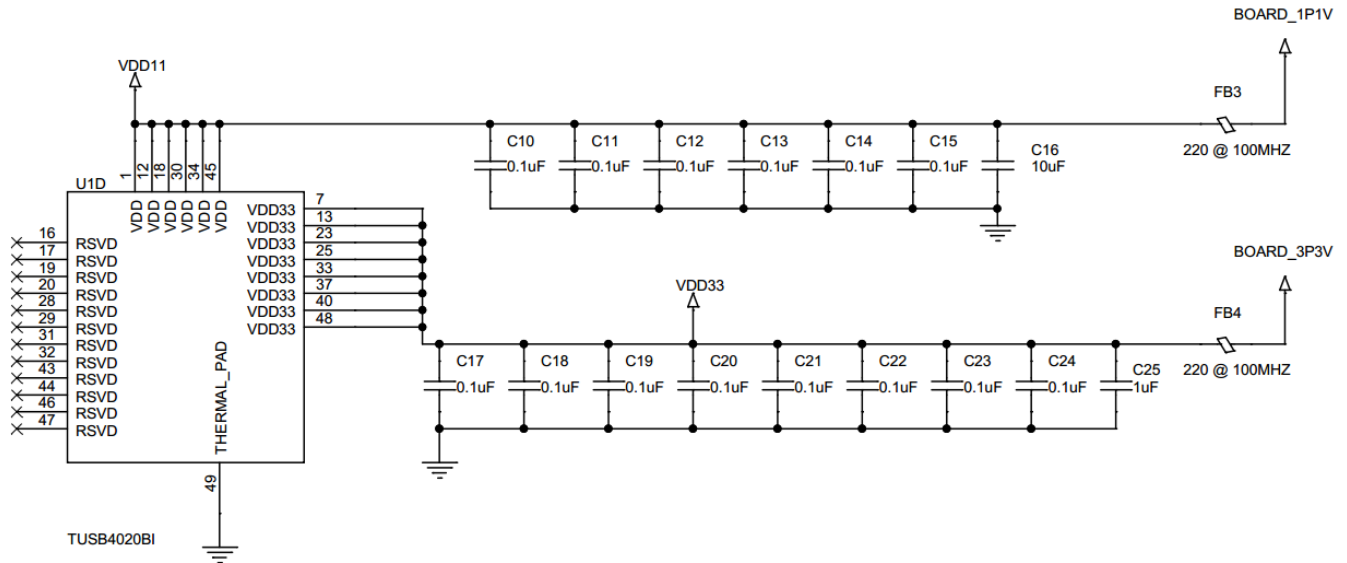 BOARD_1P1V
VDD11
FB3
220 @ 100MHZ
C10
0.1uF
C11
0.1uF
C12
0.1uF
C13
0.1uF
C14
0.1uF
C15
0.1uF
C16
10uF
1
12
18
30
34
45
U1D
VDD
VDD
VDD
VDD
VDD
VDD
VDD33 7
VDD33 13
VDD33 23
VDD33 25
VDD33 33
VDD33 37
VDD33 40
VDD33 48
16 RSVD
17 RSVD
19 RSVD
20 RSVD
28 RSVD
29 RSVD
31 RSVD
32 RSVD
43 RSVD
44 RSVD
46 RSVD
47 RSVD
THERMAL_PAD
49
TUSB4020BI
BOARD_3P3V
VDD33
FB4
220 @ 100MHZ
C17
0.1uF
C18
0.1uF
C19
0.1uF
C20
0.1uF
C21
0.1uF
C22
0.1uF
C23
0.1uF
C24
0.1uF
C25
1uF